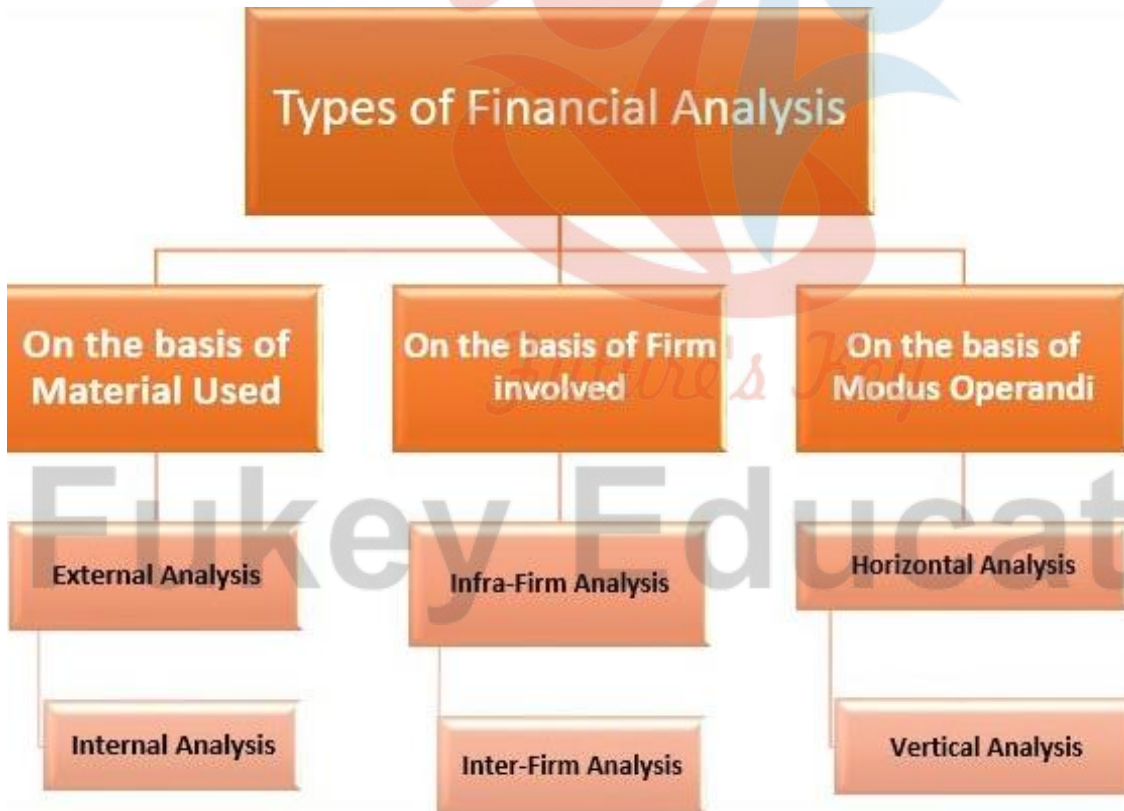 Types of Financial Analysis
On the basis of
Material Used
On the basis of Firm
involved
On the basis of
Modus Operandi
Future's Key
Fukey Educat
External Analysis
Infra-Firm Analysis
Horizontal Analysis
Internal Analysis
Inter-Firm Analysis
Vertical Analysis